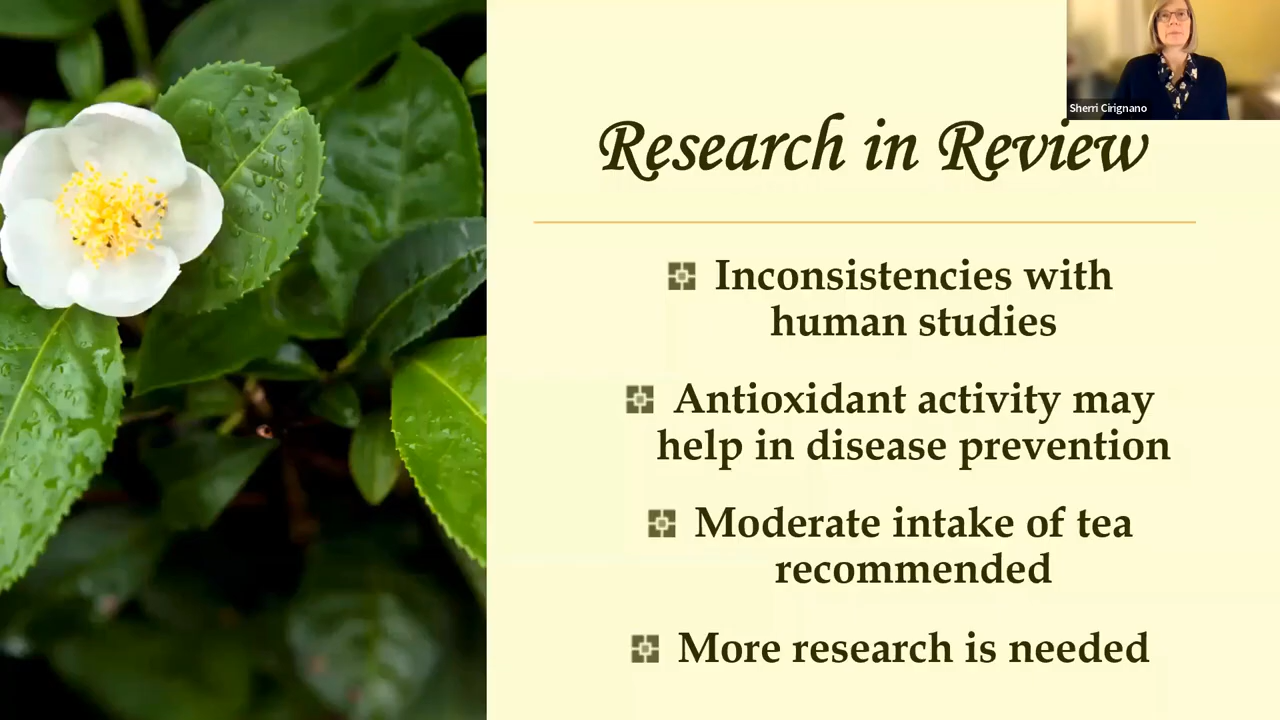 Sherri Cirignano
Research in Review
Inconsistencies with
human studies
Antioxidant activity may
help in disease prevention
Moderate intake of tea
recommended
More research is needed